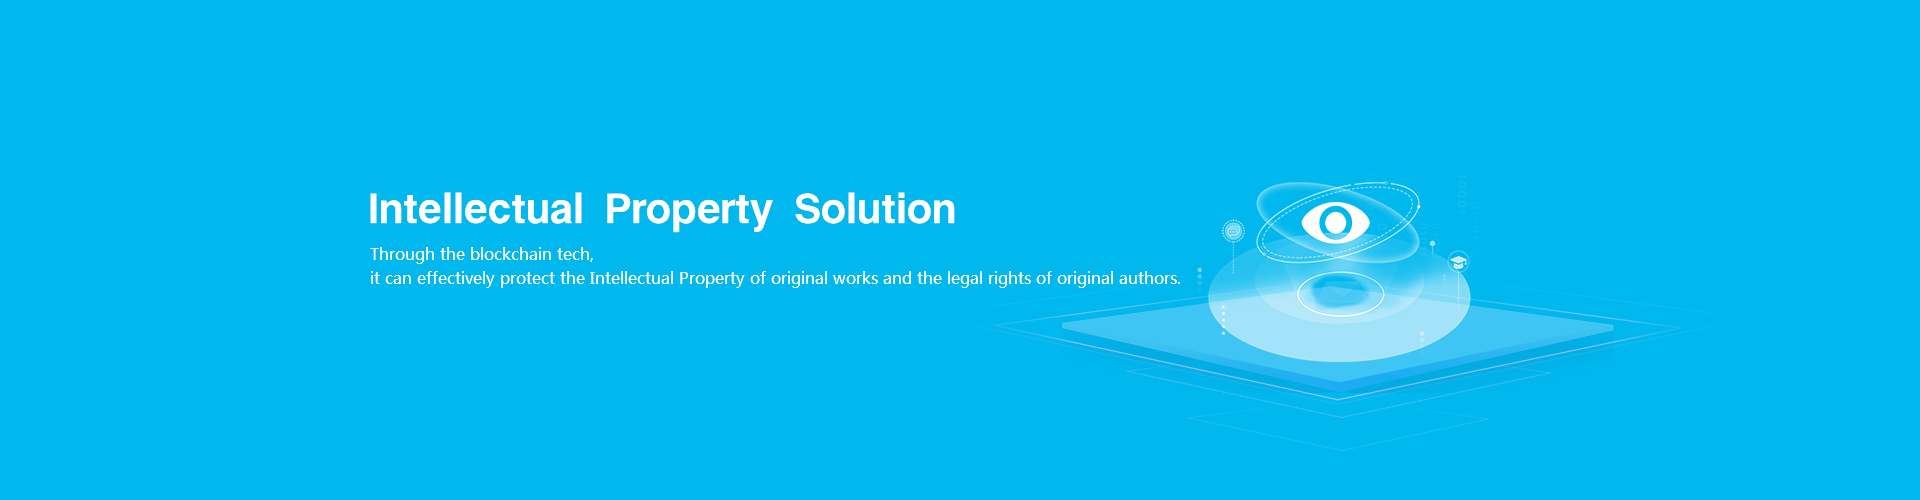 Intellectual Property Solution
Through the blockchain tech,
it can effectively protect the Intellectual Property of original works and the legal rights of original authors.